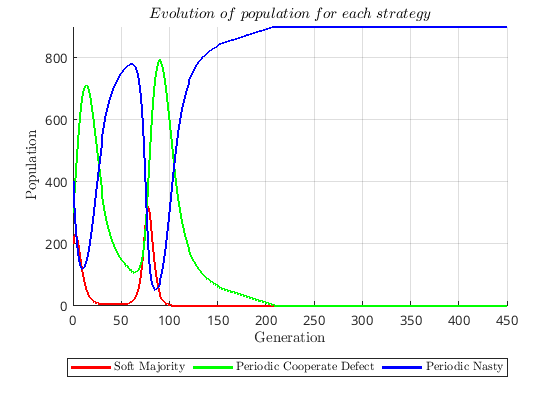 Evolution of population for each strategy
800
600
400
200
0
Population
0 50 100 150 200 250 300 350 400 450
Generation
Soft Majority Periodic Cooperate Defect Periodic Nasty